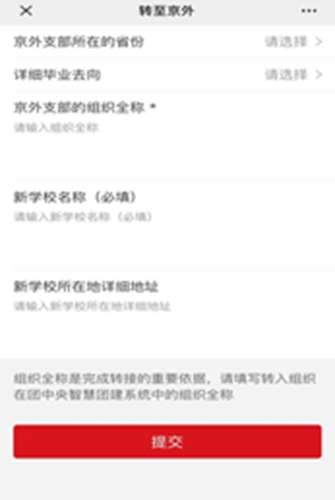 转至京外
京外支部所在的省份 请选择
详细毕业去向 请选择
京外支部的组织全称 *
请输入组织全称
新学校名称（必填）
请输入新学校名称（必填）
新学校所在地详细地址
请输入新学校所在地详细地址
组织全称是完成转接的重要依据，请填写转入组织
在团中央智慧团建系统中的组织全称
提交